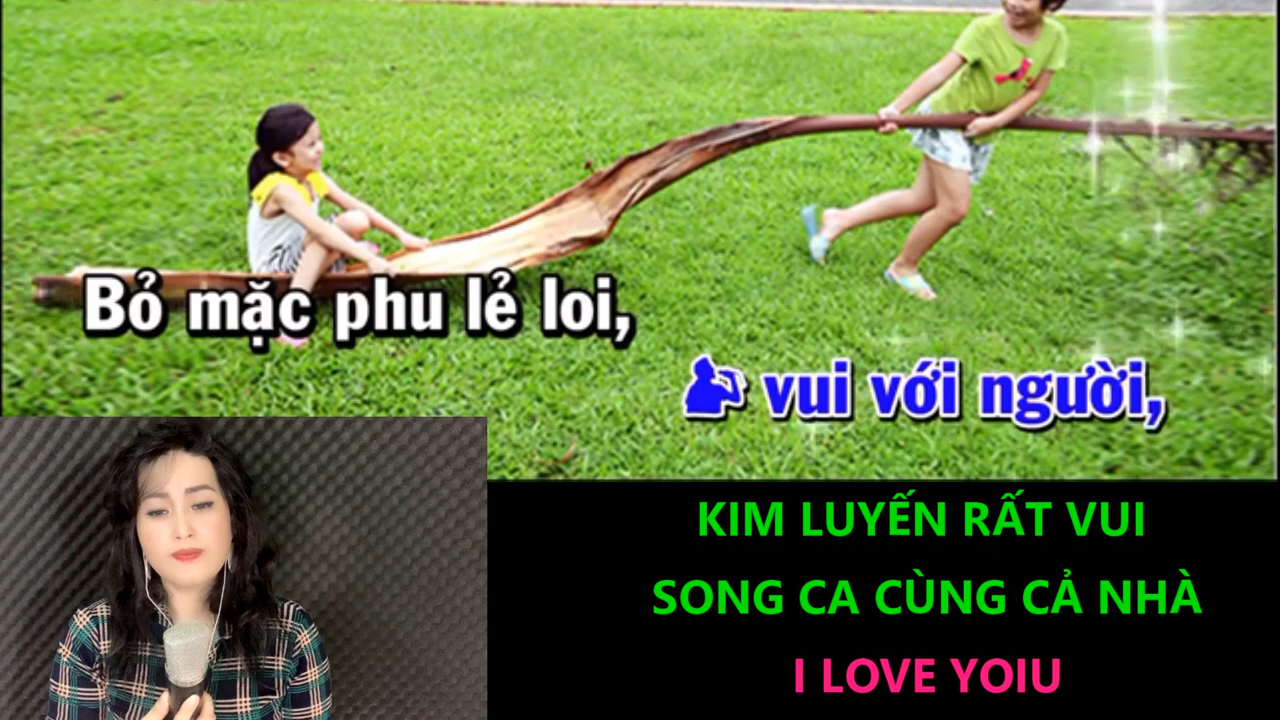 Bỏ mặc phu lẻ loi,
vui với người,
KIM LUYẾN RẤT VUI
SONG CA CÙNG CẢ NHÀ
I LOVE YOIU